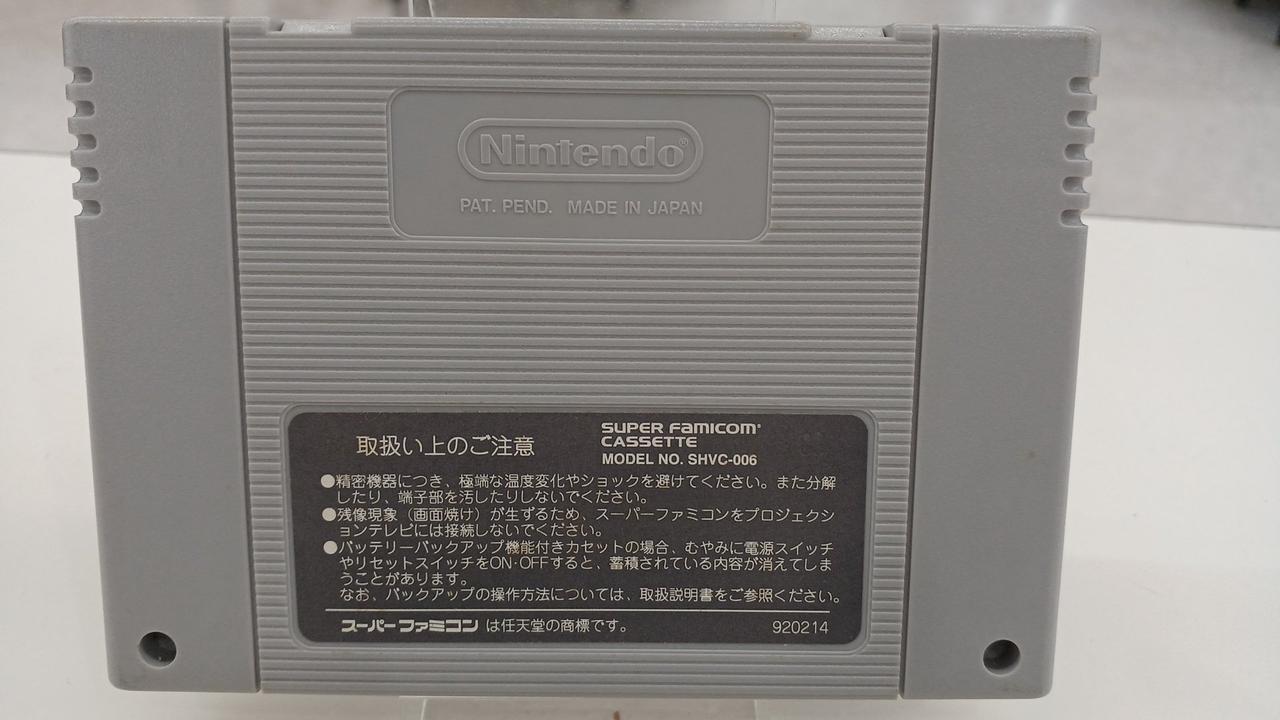 Nintendo®
PAT. PEND. MADE IN JAPAN
取扱い上のご注意
SUPER FAMICOM®
CASSETTE
MODEL NO. SHVC-006
●精密機器につき、極端な温度変化やショックを避けてください。また分解
したり、端子部を汚したりしないでください。
●残像現象（画面焼け）が生ずるため、スーパーファミコンをプロジェクシ
ョンテレビには接続しないでください。
●バッテリーバックアップ機能付きカセットの場合、むやみに電源スイッチ
やリセットスイッチをON·OFFすると、蓄積されている内容が消えてしま
うことがあります。
なお、バックアップの操作方法については、取扱説明書をご参照ください。
スーパーファミコン は任天堂の商標です。 920214